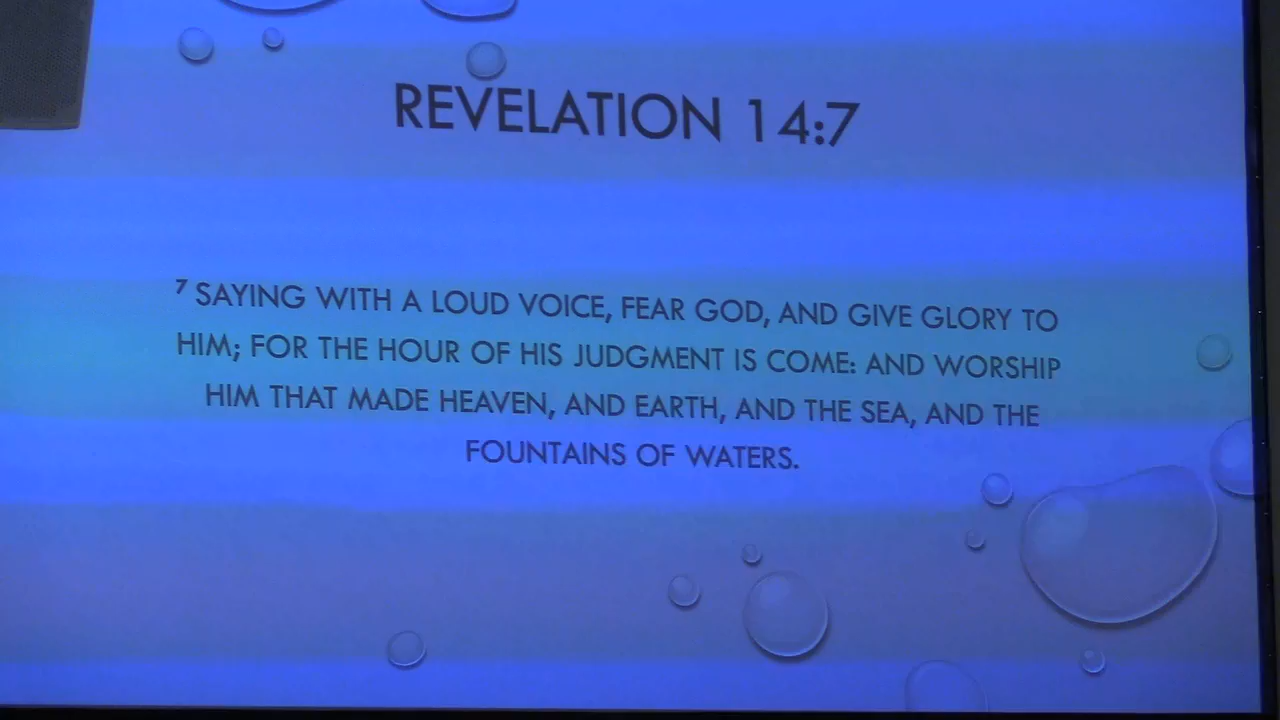 REVELATION 14:7
7 SAYING WITH A LOUD VOICE, FEAR GOD, AND GIVE GLORY TO
HIM; FOR THE HOUR OF HIS JUDGMENT IS COME: AND WORSHIP
HIM THAT MADE HEAVEN, AND EARTH, AND THE SEA, AND THE
FOUNTAINS OF WATERS.